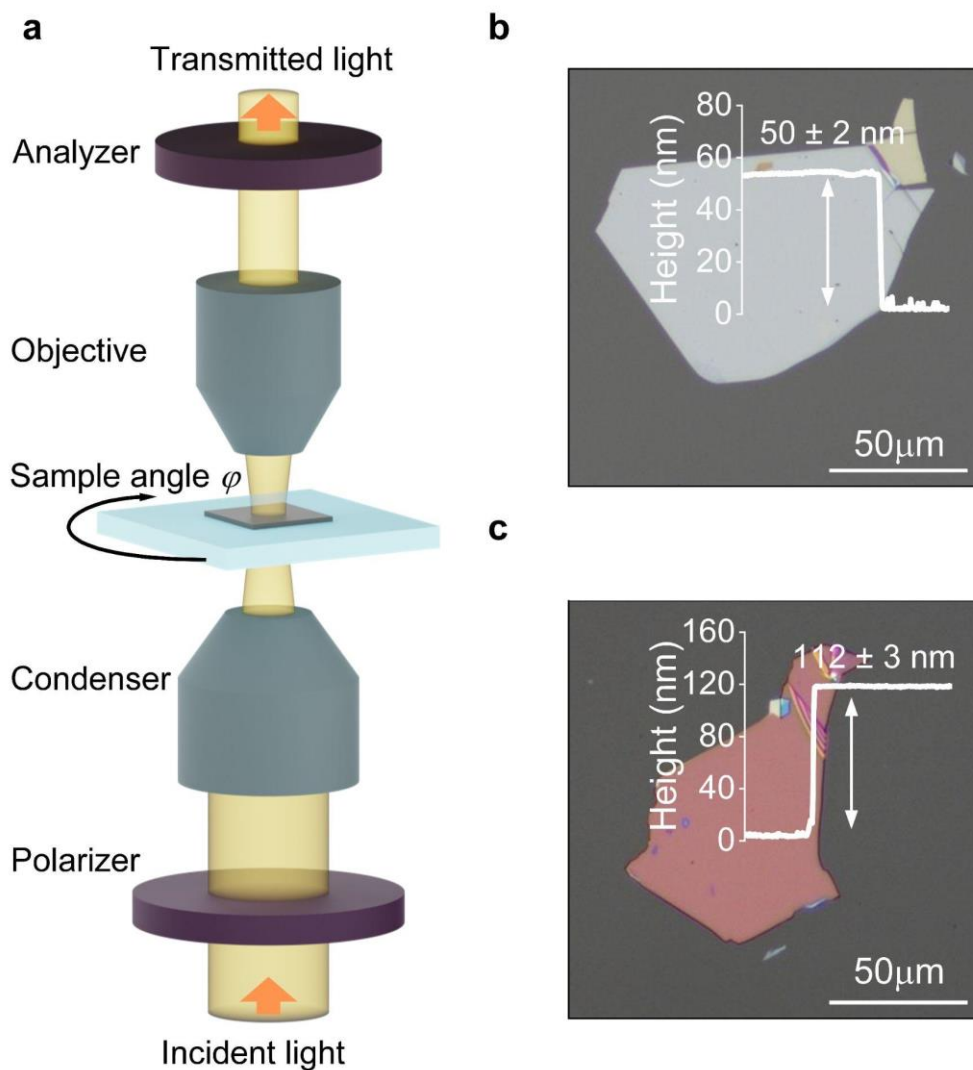 a
Transmitted light
Analyzer
Objective
Sample angle φ
Condenser
Polarizer
Incident light
b
Height (nm)
80
60
40
20
0
50 ± 2 nm
50μm
c
Height (nm)
160
120
80
40
0
112 ± 3 nm
50μm